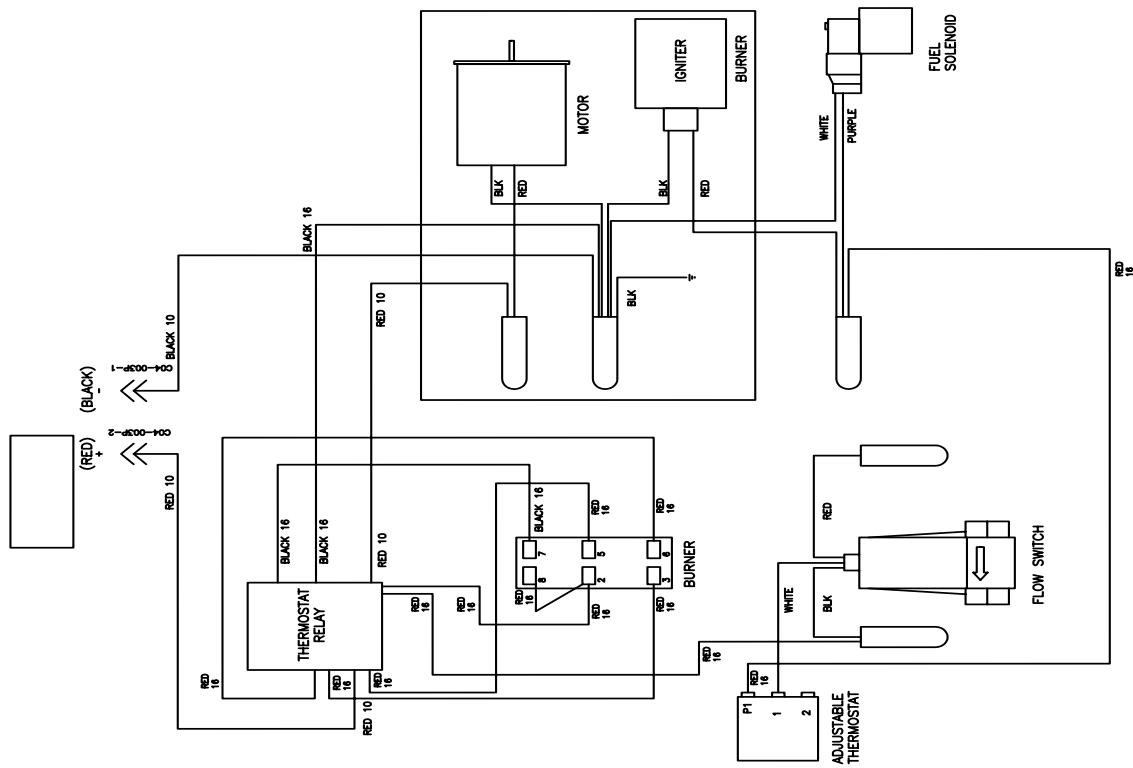 IGNITER
BURNER
MOTOR
FUEL
SOLENOID
WHITE
PURPLE
BLK
RED
BLK
RED
BLACK 16
BLACK 10
RED 10
BLK
RED
16
C04-003P-1
(BLACK)
-
C04-003P-2
(RED)
+
RED 10
BLACK 16
BLACK 16
RED 10
BLACK 16
RED
16
RED
16
7
5
6
8
2
3
BURNER
RED
16
RED
16
RED
16
RED
16
RED
16
THERMOSTAT
RELAY
RED
16
RED
16
RED
16
RED 10
RED
WHITE
BLK
FLOW SWITCH
RED
16
RED
16
P1
1
2
ADJUSTABLE
THERMOSTAT